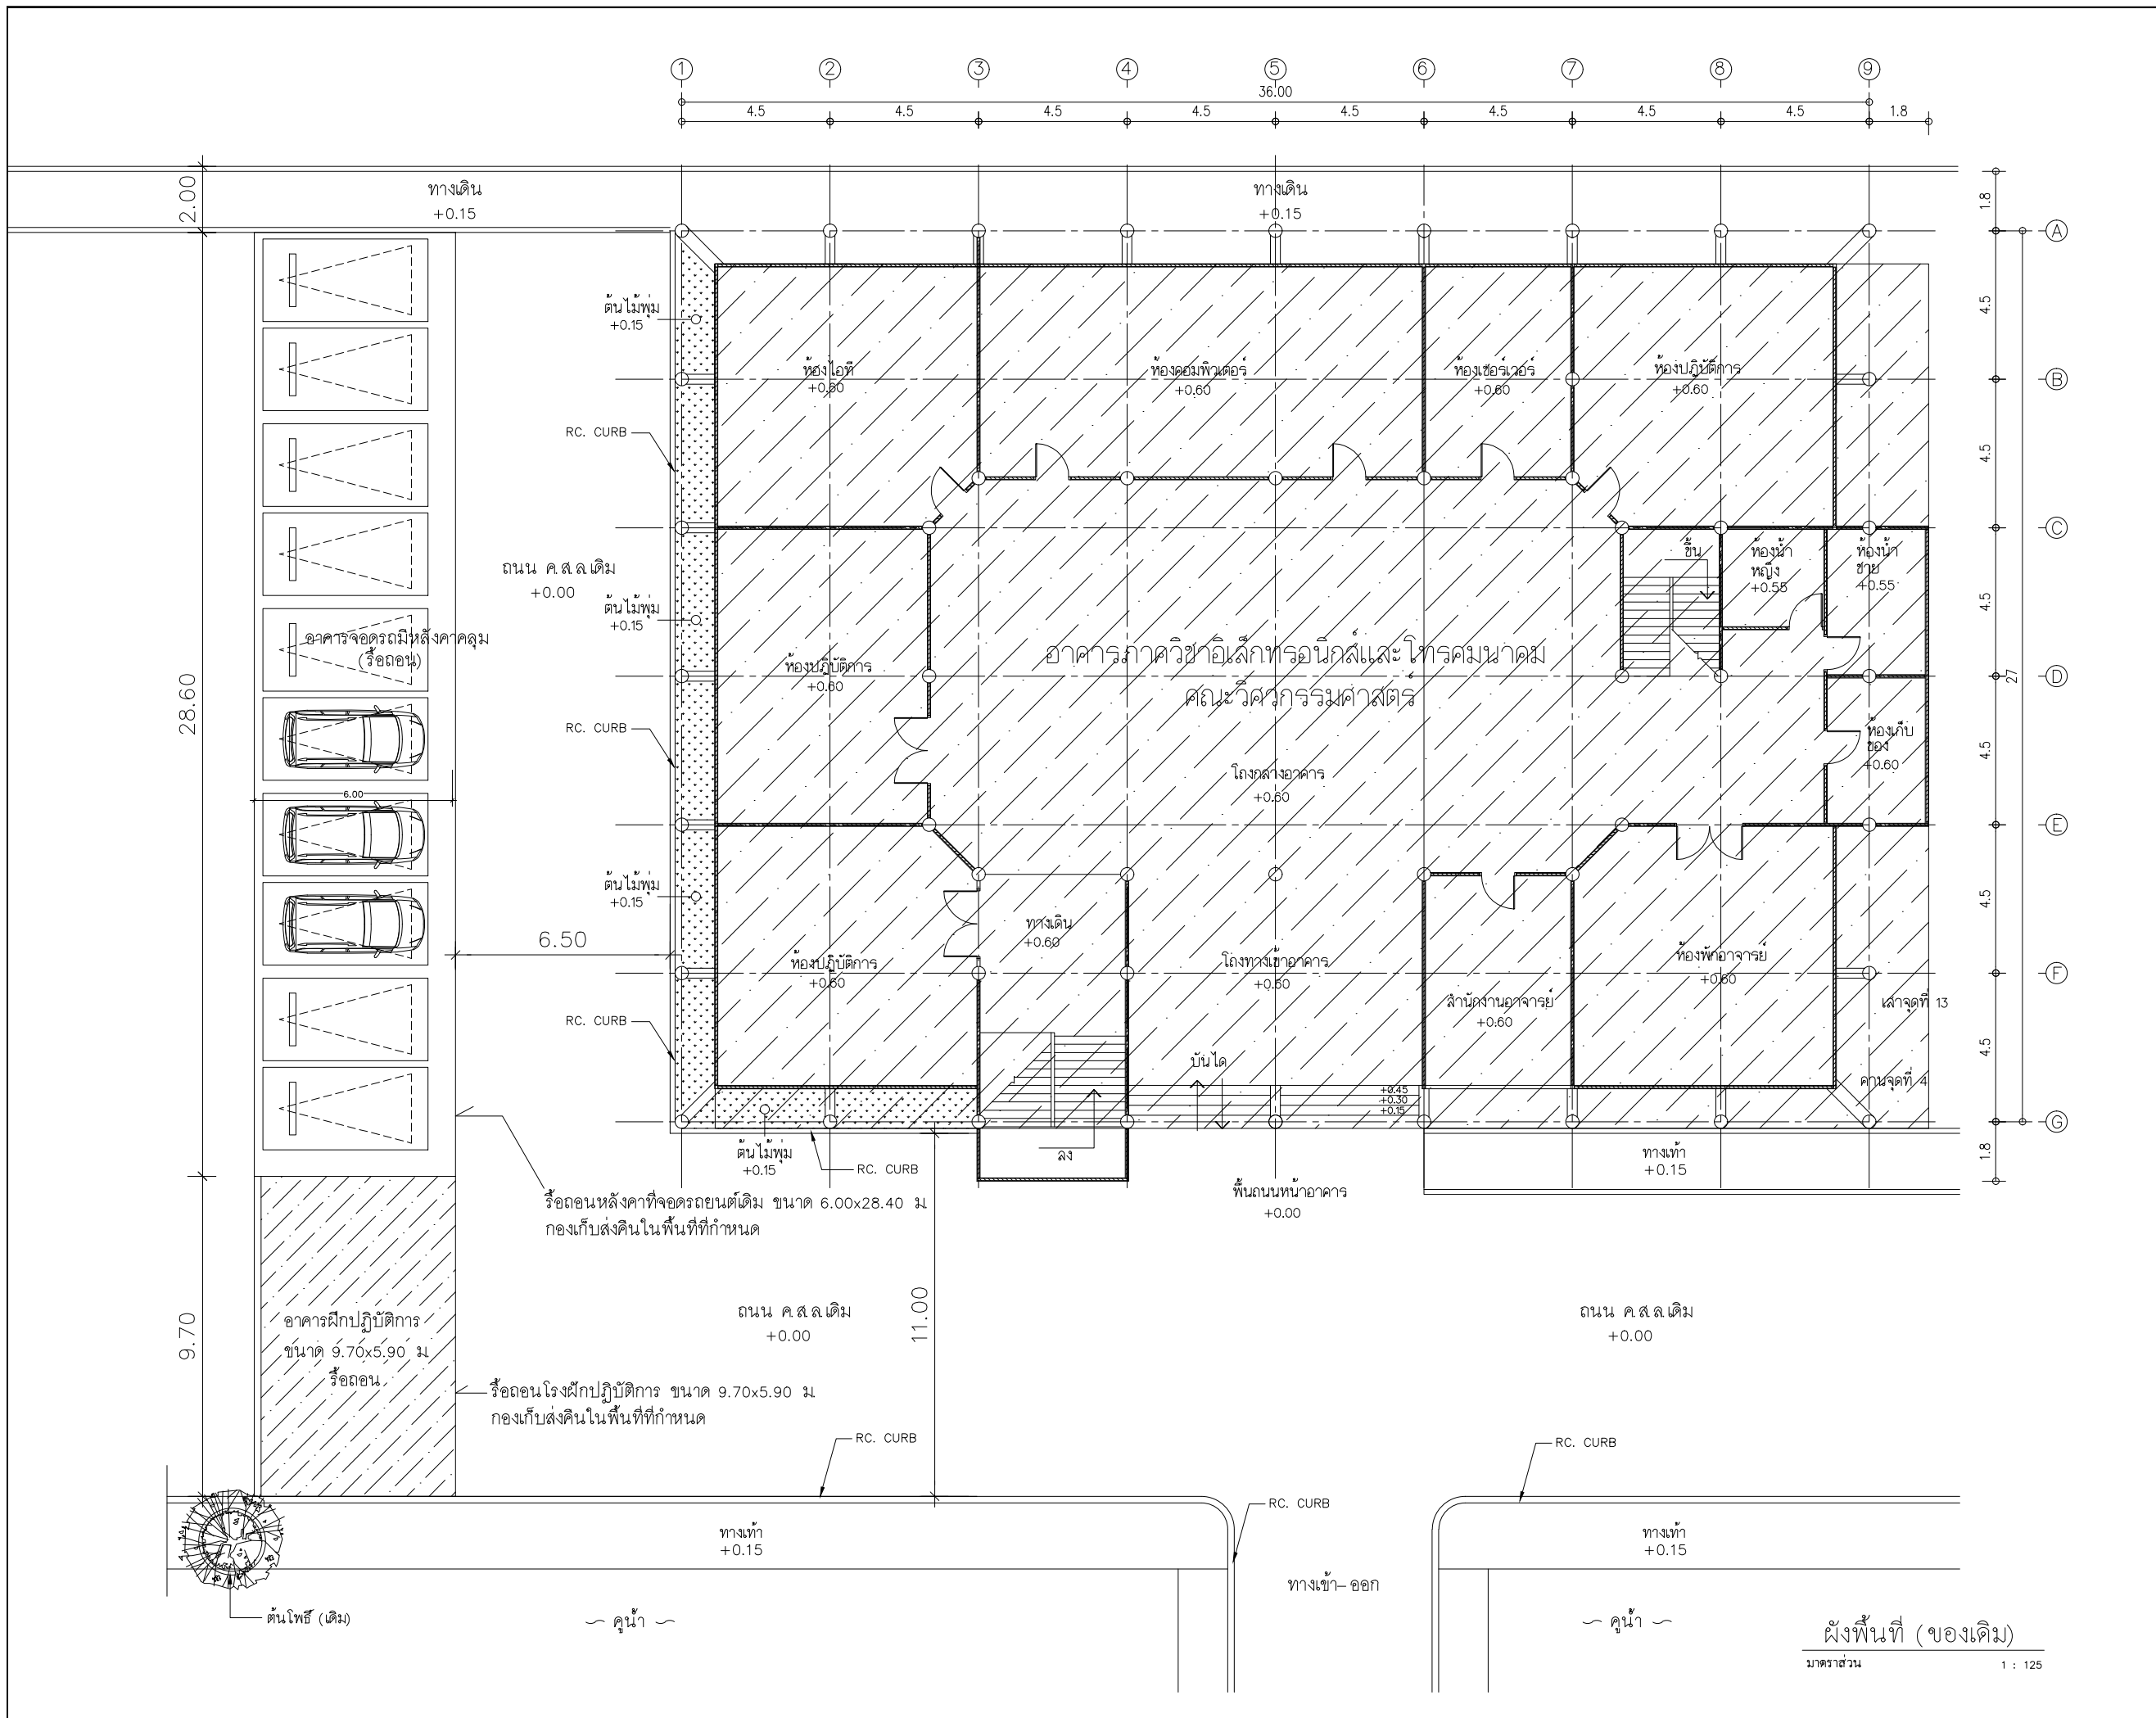 1 2 3 4 5 6 7 8 9
36.00
4.5 4.5 4.5 4.5 4.5 4.5 4.5 4.5 1.8
2.00
ทางเดิน
+0.15
ทางเดิน
+0.15
1.8
A
ต้นไม้พุ่ม
+0.15
4.5
ห้องไอที
+0.60
ห้องคอมพิวเตอร์
+0.60
ห้องเซอร์เวอร์
+0.60
ห้องปฎิบัติการ
+0.60
B
RC. CURB
4.5
C
ถนน ค.ส.ล.เดิม
+0.00
ขึ้น
ห้องน้ำ
หญิง
+0.55
ห้องน้ำ
ชาย
+0.55
4.5
ต้นไม้พุ่ม
+0.15
อาคารจอดรถมีหลังคาคลุม
(รื้อถอน)
อาคารภาควิชาอิเล็กทรอนิกส์และโทรคมนาคม
คณะวิศวกรรมศาสตร์
ห้องปฎิบัติการ
+0.60
D
27
28.60
RC. CURB
ห้องเก็บ
ของ
+0.60
4.5
โถงกลางอาคาร
+0.60
6.00
E
ต้นไม้พุ่ม
+0.15
4.5
6.50
ทางเดิน
+0.60
ห้องปฎิบัติการ
+0.60
โถงทางเข้าอาคาร
+0.60
ห้องพักอาจารย์
+0.60
F
สำนักงานอาจารย์
+0.60
เสาจุดที่ 13
RC. CURB
4.5
บันได
คานจุดที่ 4
+0.45
+0.30
+0.15
G
ต้นไม้พุ่ม
+0.15
RC. CURB
ลง
ทางเท้า
+0.15
1.8
พื้นถนนหน้าอาคาร
+0.00
รื้อถอนหลังคาที่จอดรถยนต์เดิม ขนาด 6.00x28.40 ม.
กองเก็บส่งคืนในพื้นที่ที่กำหนด
9.70
อาคารฝึกปฏิบัติการ
ขนาด 9.70x5.90 ม.
รื้อถอน
ถนน ค.ส.ล.เดิม
+0.00
11.00
ถนน ค.ส.ล.เดิม
+0.00
รื้อถอนโรงฝึกปฏิบัติการ ขนาด 9.70x5.90 ม.
กองเก็บส่งคืนในพื้นที่ที่กำหนด
RC. CURB
RC. CURB
RC. CURB
ทางเท้า
+0.15
ทางเท้า
+0.15
ทางเข้า-ออก
ต้นโพธิ์ (เดิม)
คูน้ำ
คูน้ำ
ผังพื้นที่ (ของเดิม)
มาตราส่วน 1 : 125